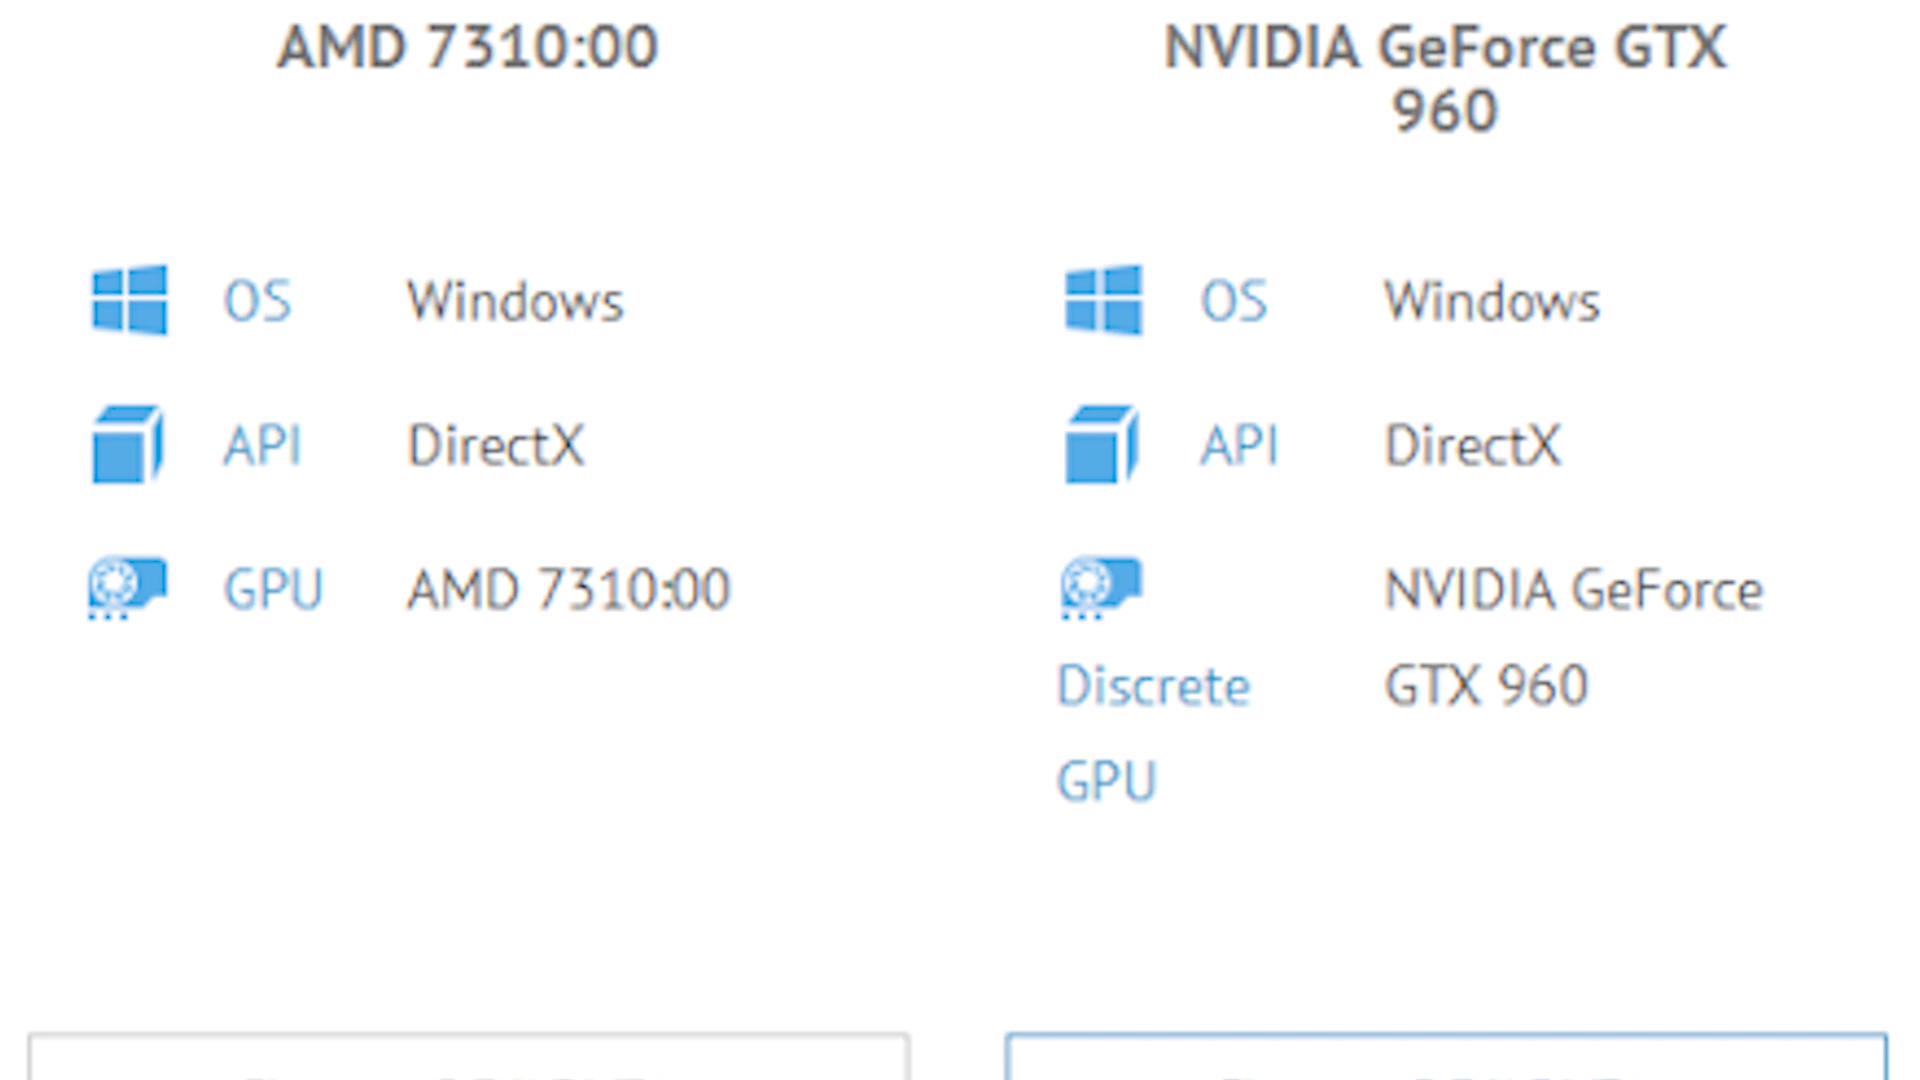 AMD 7310:00
OS Windows
API DirectX
GPU AMD 7310:00
NVIDIA GeForce GTX
960
OS Windows
API DirectX
NVIDIA GeForce
Discrete GTX 960
GPU